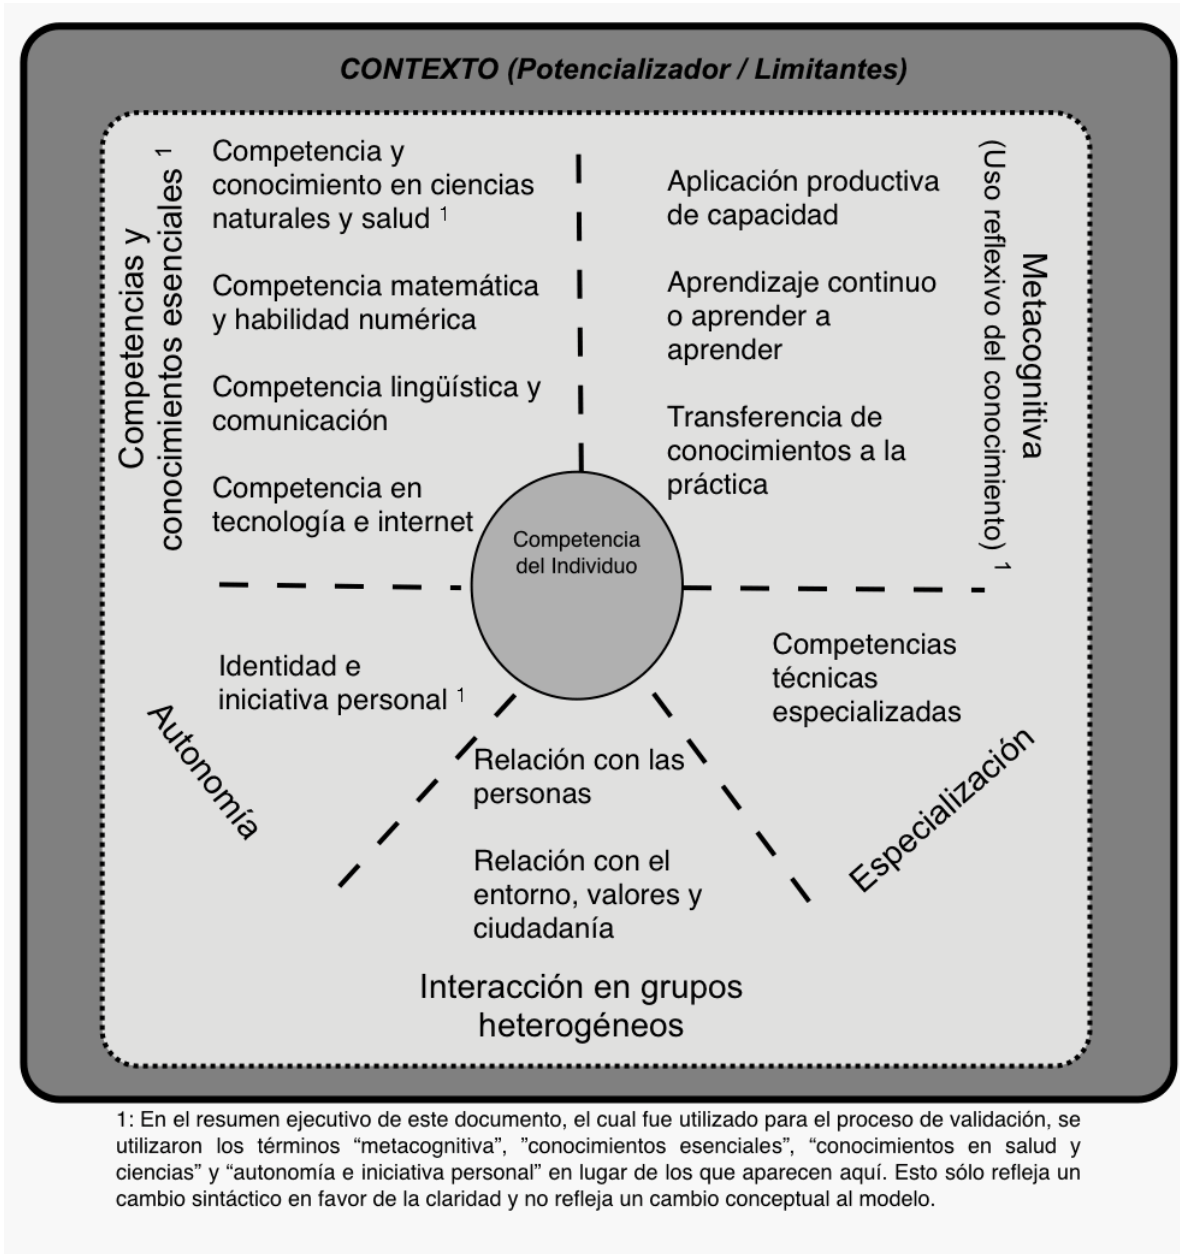 CONTEXTO (Potencializador / Limitantes)
Competencias y
conocimientos esenciales 1
Competencia y
conocimiento en ciencias
naturales y salud 1
Competencia matemática
y habilidad numérica
Competencia lingüística y
comunicación
Competencia en
tecnología e internet
Aplicación productiva
de capacidad
Aprendizaje continuo
o aprender a
aprender
Transferencia de
conocimientos a la
práctica
Metacognitiva
(Uso reflexivo del conocimiento) 1
Competencia
del Individuo
Identidad e
iniciativa personal 1
Autonomía
Relación con las
personas
Relación con el
entorno, valores y
ciudadanía
Interacción en grupos
heterogéneos
Competencias
técnicas
especializadas
Especialización
1: En el resumen ejecutivo de este documento, el cual fue utilizado para el proceso de validación, se
utilizaron los términos “metacognitiva”, ”conocimientos esenciales”, “conocimientos en salud y
ciencias” y “autonomía e iniciativa personal” en lugar de los que aparecen aquí. Esto sólo refleja un
cambio sintáctico en favor de la claridad y no refleja un cambio conceptual al modelo.